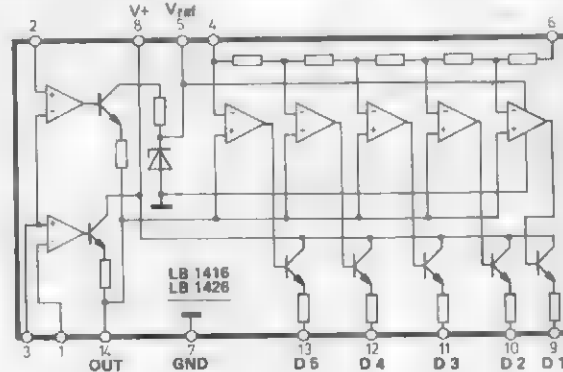 V+ Vref
2 8 5 4 6
- + - + - + - + - +
- +
- +
LB 1416
LB 1426
3 1 14 7 13 12 11 10 9
OUT GND D 5 D 4 D 3 D 2 D 1